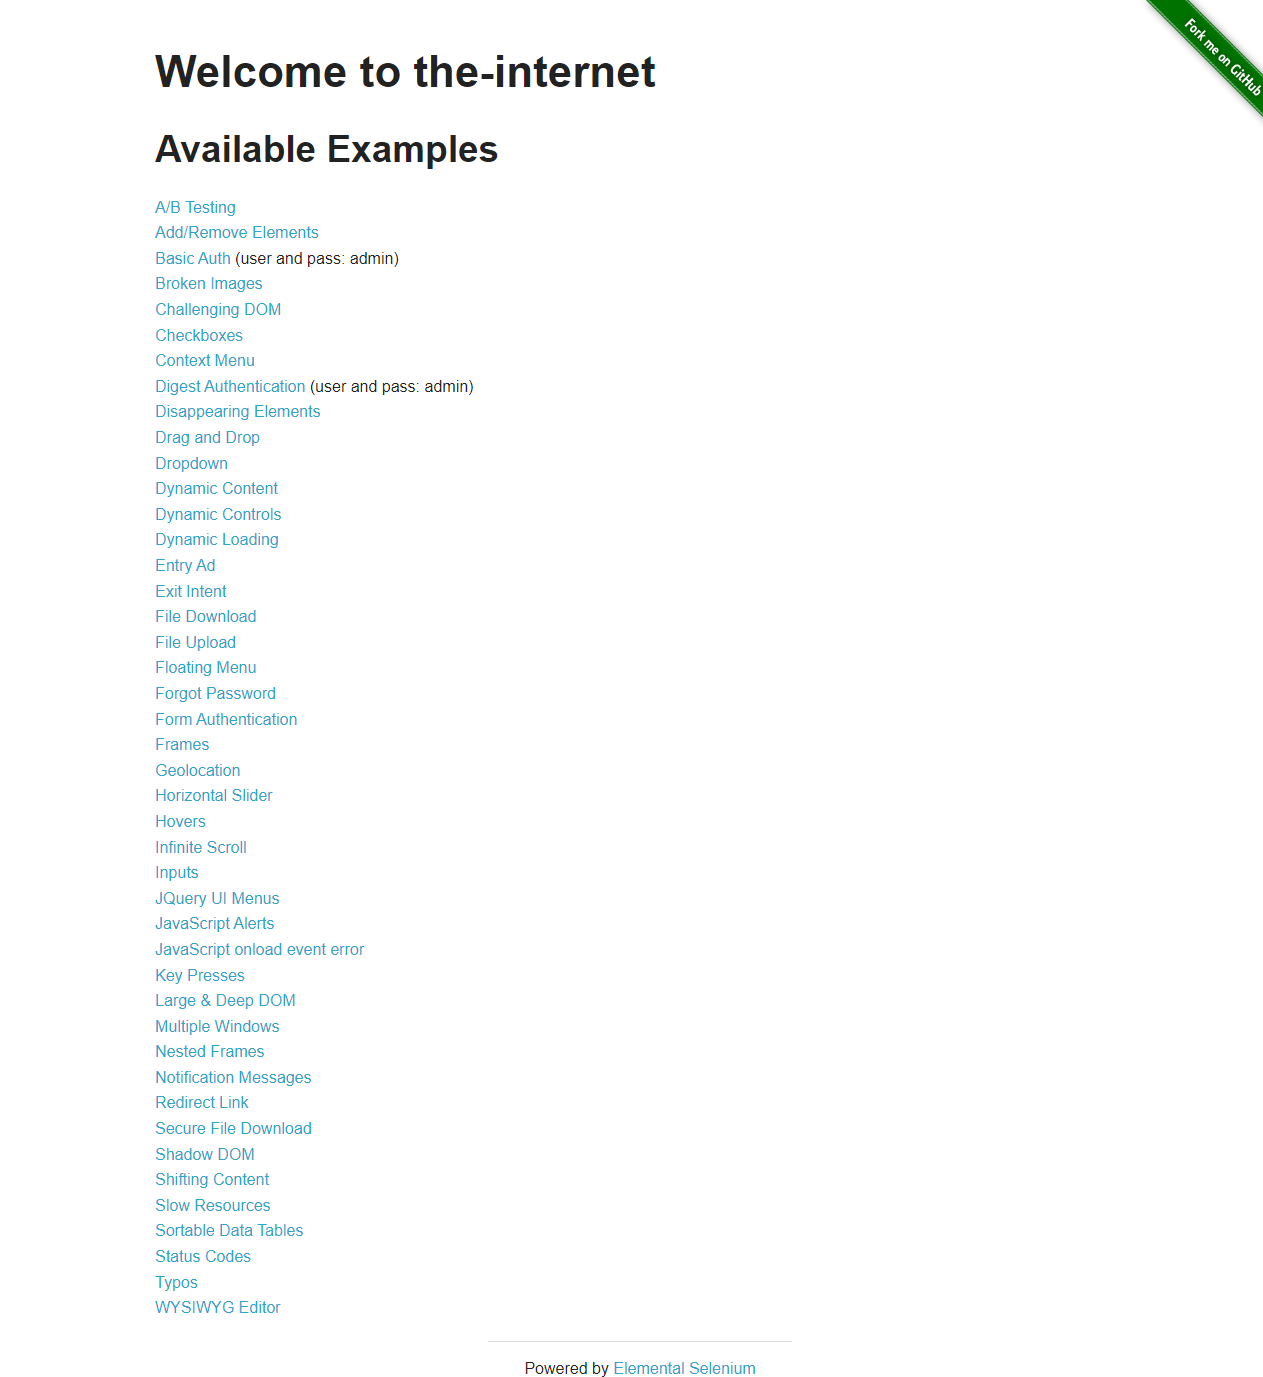 Fork me on GitHub
Welcome to the-internet
Available Examples
A/B Testing
Add/Remove Elements
Basic Auth (user and pass: admin)
Broken Images
Challenging DOM
Checkboxes
Context Menu
Digest Authentication (user and pass: admin)
Disappearing Elements
Drag and Drop
Dropdown
Dynamic Content
Dynamic Controls
Dynamic Loading
Entry Ad
Exit Intent
File Download
File Upload
Floating Menu
Forgot Password
Form Authentication
Frames
Geolocation
Horizontal Slider
Hovers
Infinite Scroll
Inputs
JQuery UI Menus
JavaScript Alerts
JavaScript onload event error
Key Presses
Large & Deep DOM
Multiple Windows
Nested Frames
Notification Messages
Redirect Link
Secure File Download
Shadow DOM
Shifting Content
Slow Resources
Sortable Data Tables
Status Codes
Typos
WYSIWYG Editor
Powered by Elemental Selenium